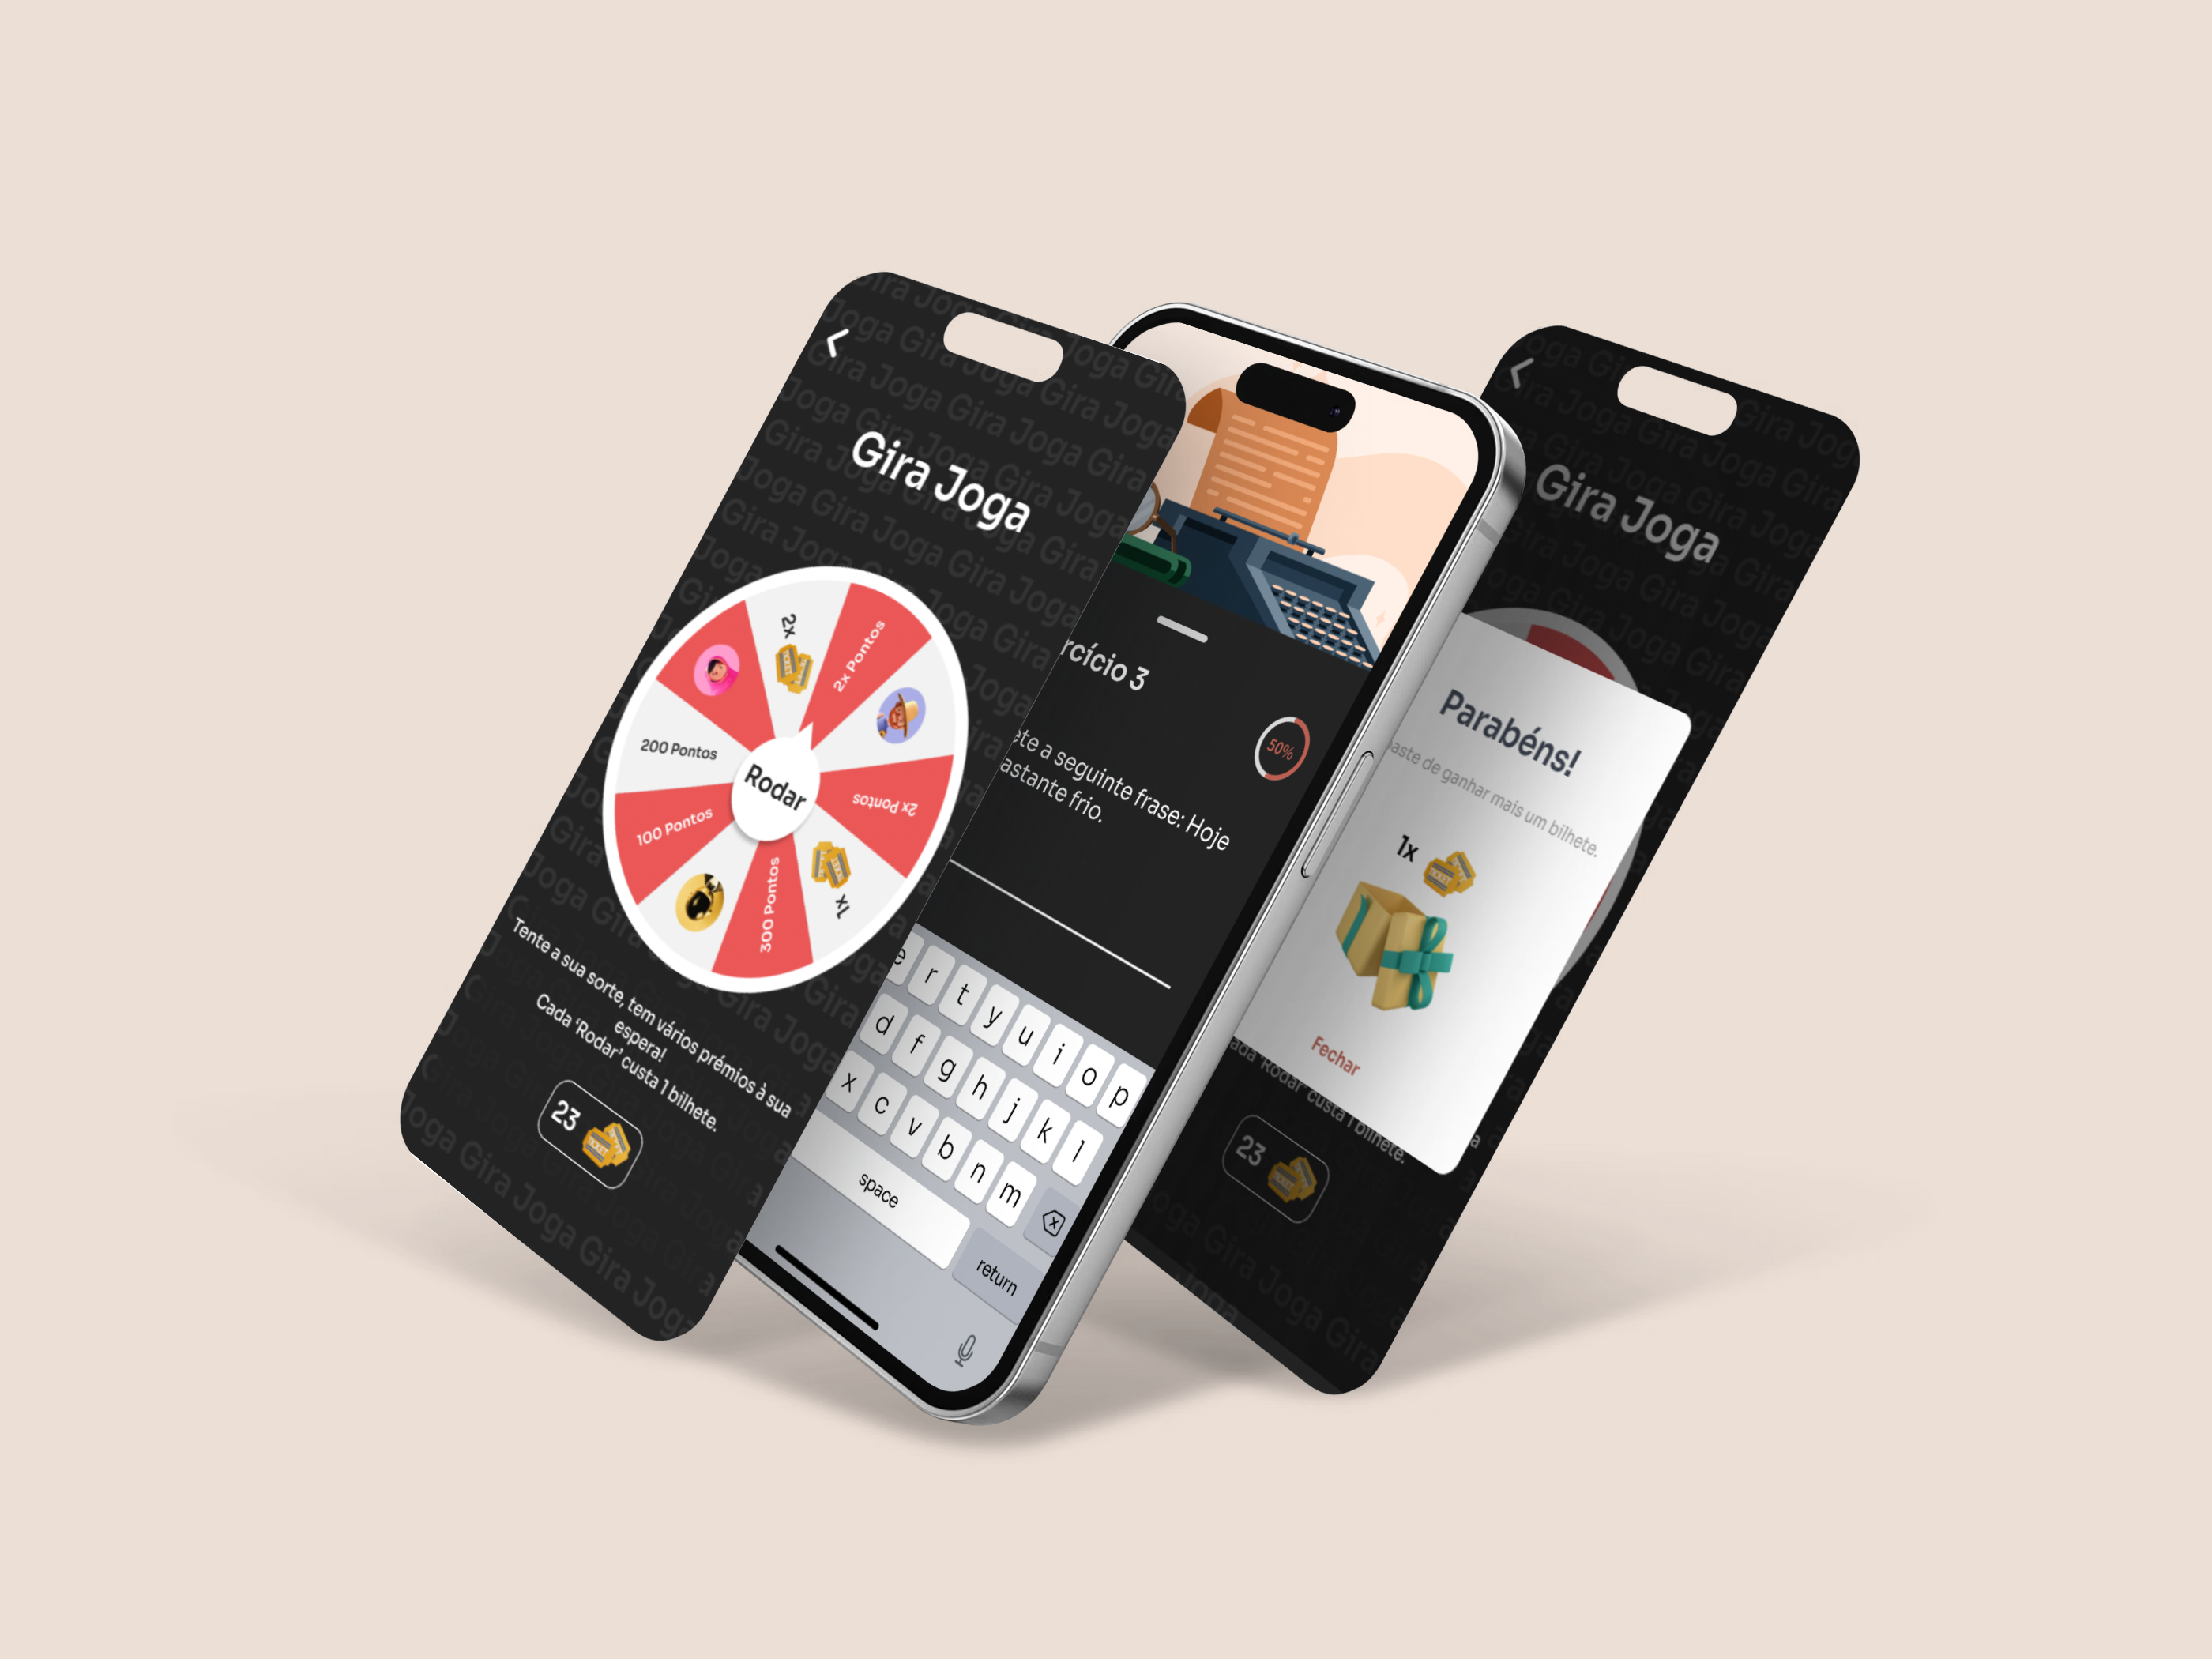 Gira Joga
2x
2x Pontos
200 Pontos
Rodar
2x Pontos
100 Pontos
300 Pontos
1x
Tente a sua sorte, tem vários prémios à sua
espera!
Cada ‘Rodar’ custa 1 bilhete.
23
rcício 3
50%
ete a seguinte frase: Hoje
astante frio.
e r t y u i o p
d f g h j k l
x c v b n m
space
return
Gira Joga
Parabéns!
aste de ganhar mais um bilhete.
1x
Fechar
ada 'Rodar' custa 1 bilhete.
23